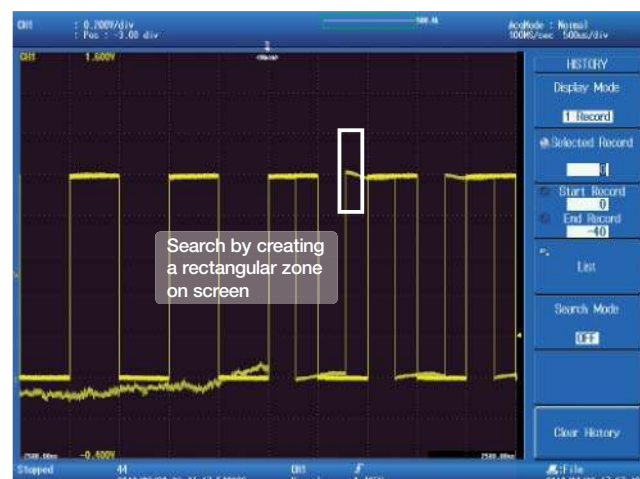 CH1 : 0.200V/div
: Pos : -3.00 div
500.0k
AcqMode : Normal
100MS/sec 500us/div
CH1 1.600V
HISTORY
Display Mode
1 Record
Selected Record
0
Start Record
0
End Record
-40
List
Search Mode
OFF
Clear History
Search by creating
a rectangular zone
on screen
-0.400V
Stopped 44 CH1
File